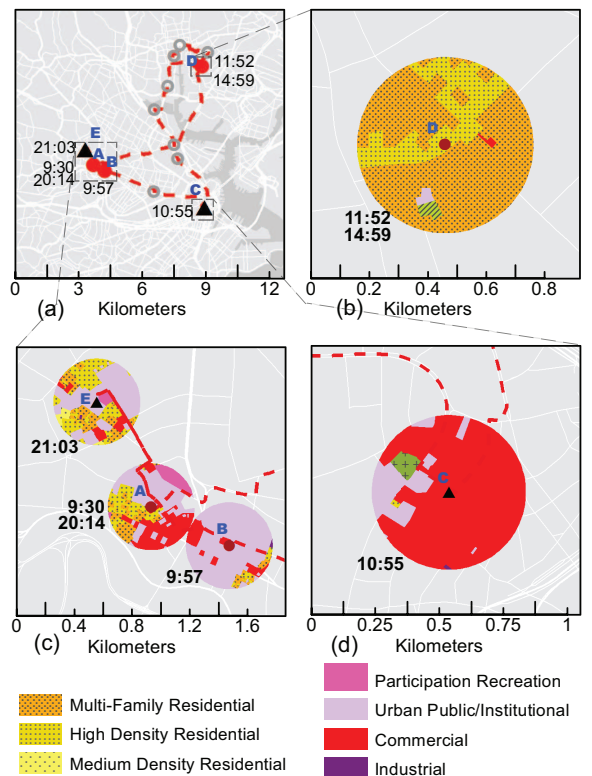 D
11:52
14:59
E
21:03
A
B
9:30
20:14
9:57
C
10:55
0 3 6 9 12
(a) Kilometers
D
11:52
14:59
0 0.2 0.4 0.6 0.8
(b) Kilometers
E
21:03
A
9:30
20:14
B
9:57
0 0.4 0.8 1.2 1.6
(c) Kilometers
C
10:55
0 0.25 0.5 0.75 1
(d) Kilometers
Multi-Family Residential
High Density Residential
Medium Density Residential
Participation Recreation
Urban Public/Institutional
Commercial
Industrial